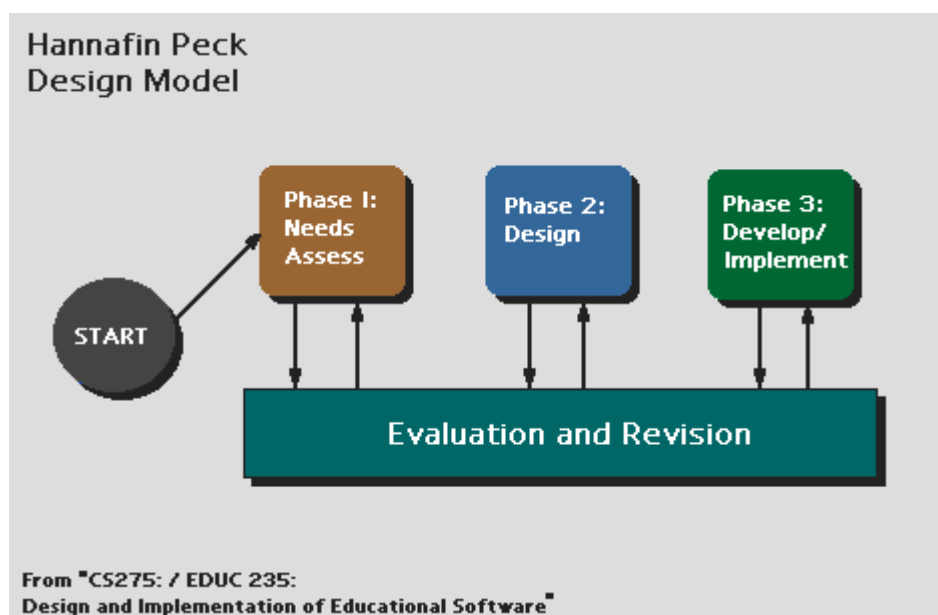 Hannafin Peck
Design Model
Phase 1:
Needs
Assess
Phase 2:
Design
Phase 3:
Develop/
Implement
START
Evaluation and Revision
From "CS275: / EDUC 235:
Design and Implementation of Educational Software"